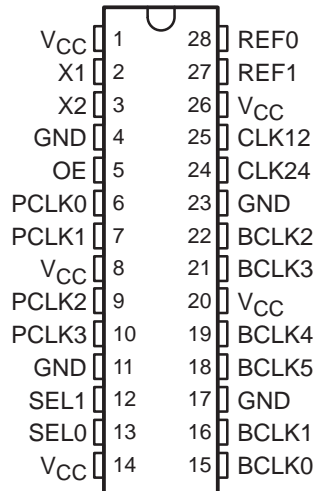 VCC 1 28 REF0
X1 2 27 REF1
X2 3 26 VCC
GND 4 25 CLK12
OE 5 24 CLK24
PCLK0 6 23 GND
PCLK1 7 22 BCLK2
VCC 8 21 BCLK3
PCLK2 9 20 VCC
PCLK3 10 19 BCLK4
GND 11 18 BCLK5
SEL1 12 17 GND
SEL0 13 16 BCLK1
VCC 14 15 BCLK0